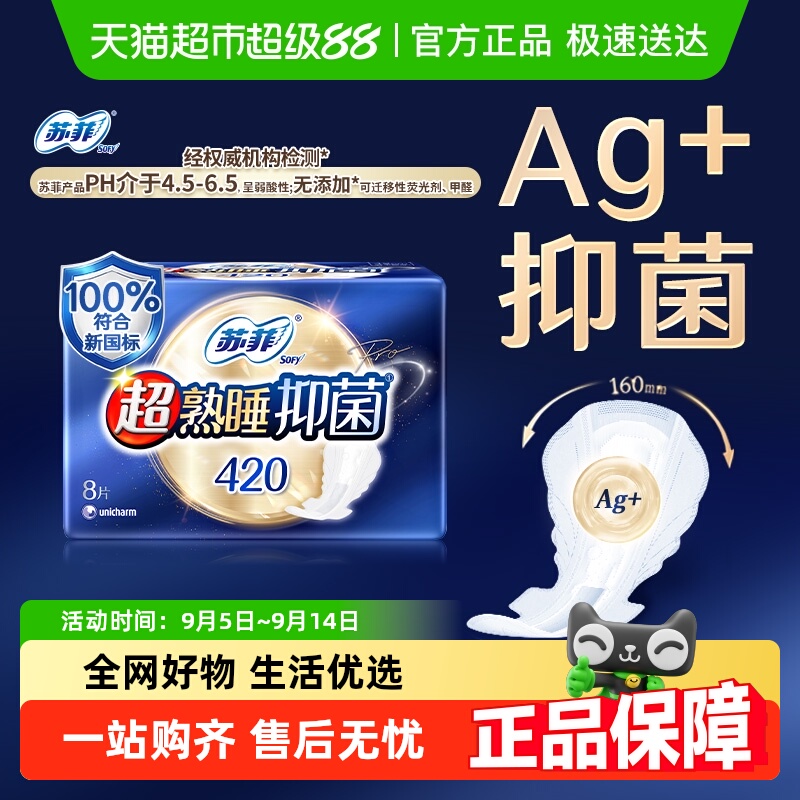 天猫超市超级88 | 官方正品 极速送达
苏菲®
Sofy
经权威机构检测*
苏菲产品PH介于4.5-6.5,呈弱酸性;无添加*可迁移性荧光剂、甲醛
Ag+
抑菌
100%
符合
新国标
苏菲®
SOFY
Pro
超熟睡抑菌
420
8片
unicharm
160mm
Ag+
活动时间：9月5日~9月14日
全网好物 生活优选
一站购齐 售后无忧
正品保障